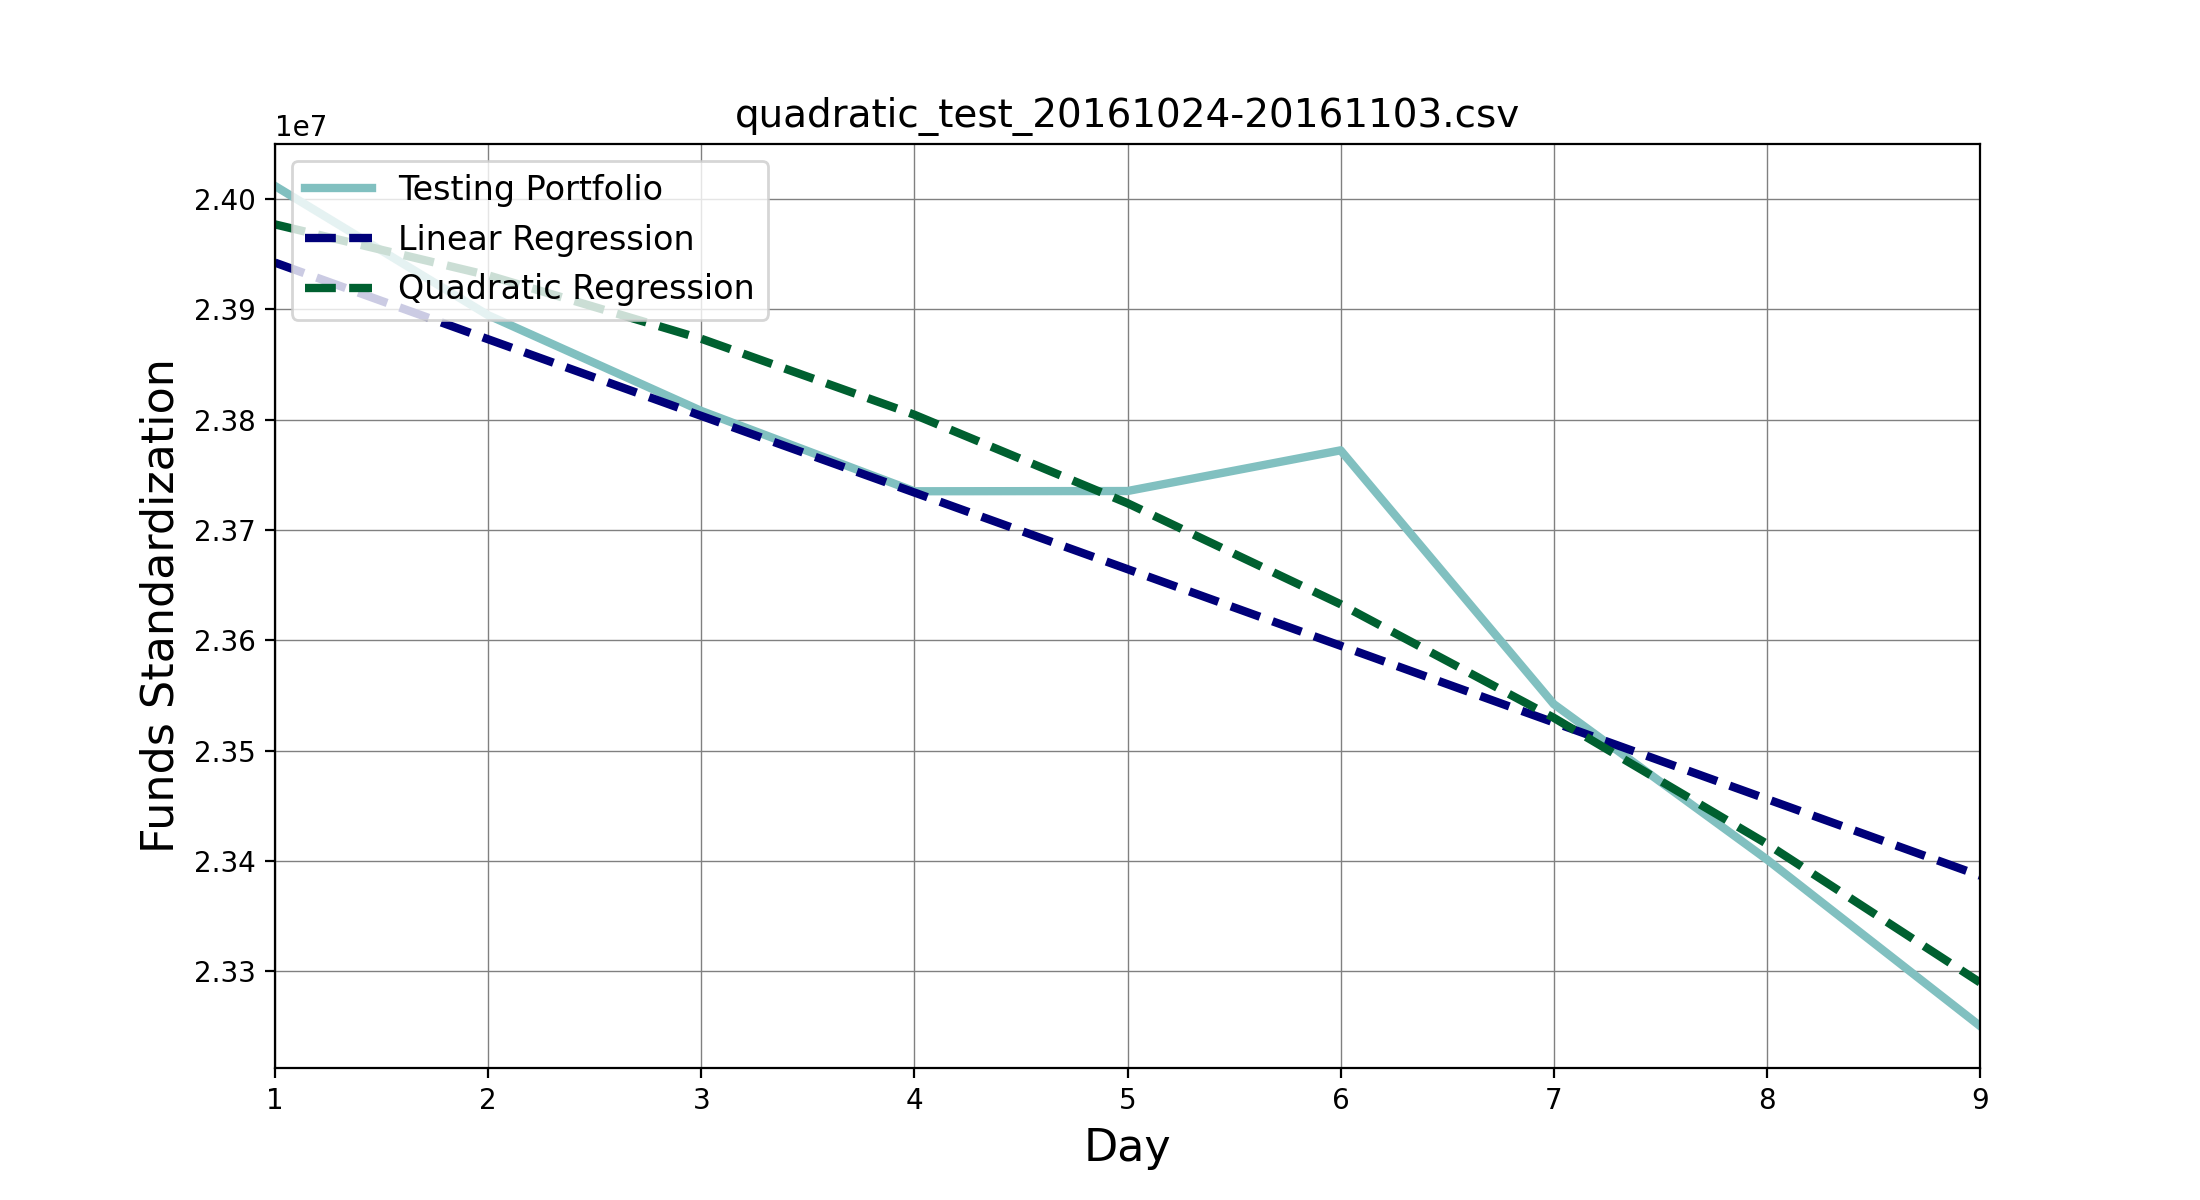 quadratic_test_20161024-20161103.csv
1e7
Testing Portfolio
Linear Regression
Quadratic Regression
2.40
2.39
2.38
2.37
2.36
2.35
2.34
2.33
Funds Standardization
1 2 3 4 5 6 7 8 9
Day